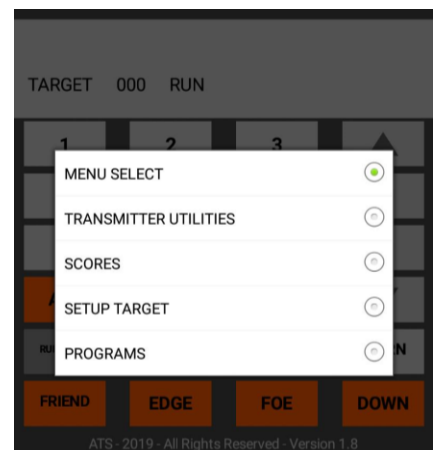 TARGET 000 RUN
1 2 3
MENU SELECT
TRANSMITTER UTILITIES
SCORES
SETUP TARGET
PROGRAMS
FRIEND EDGE FOE DOWN
ATS - 2019 - All Rights Reserved - Version 1.8